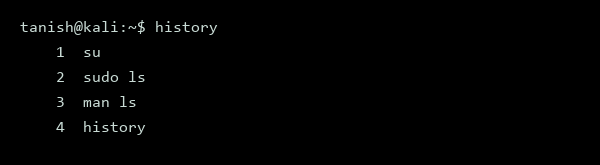 tanish@kali:~$ history
1 su
2 sudo ls
3 man ls
4 history